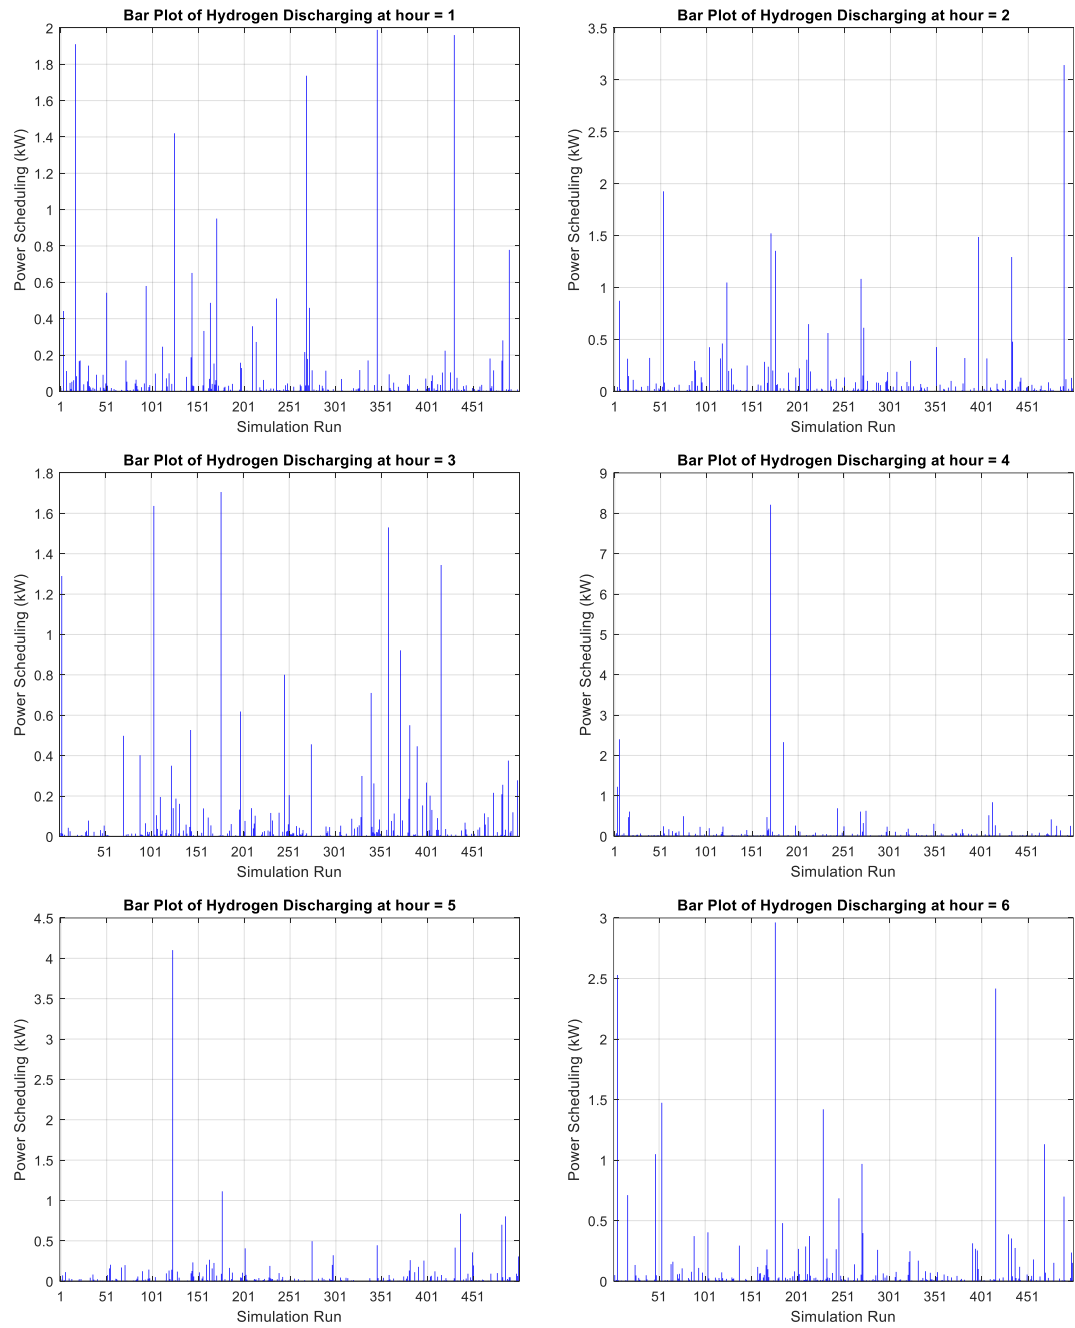 Bar Plot of Hydrogen Discharging at hour = 1
Power Scheduling (kW)
2
1.8
1.6
1.4
1.2
1
0.8
0.6
0.4
0.2
0
1 51 101 151 201 251 301 351 401 451
Simulation Run
Bar Plot of Hydrogen Discharging at hour = 2
Power Scheduling (kW)
3.5
3
2.5
2
1.5
1
0.5
0
1 51 101 151 201 251 301 351 401 451
Simulation Run
Bar Plot of Hydrogen Discharging at hour = 3
Power Scheduling (kW)
1.8
1.6
1.4
1.2
1
0.8
0.6
0.4
0.2
0
51 101 151 201 251 301 351 401 451
Simulation Run
Bar Plot of Hydrogen Discharging at hour = 4
Power Scheduling (kW)
9
8
7
6
5
4
3
2
1
0
1 51 101 151 201 251 301 351 401 451
Simulation Run
Bar Plot of Hydrogen Discharging at hour = 5
Power Scheduling (kW)
4.5
4
3.5
3
2.5
2
1.5
1
0.5
0
51 101 151 201 251 301 351 401 451
Simulation Run
Bar Plot of Hydrogen Discharging at hour = 6
Power Scheduling (kW)
3
2.5
2
1.5
1
0.5
0
51 101 151 201 251 301 351 401 451
Simulation Run